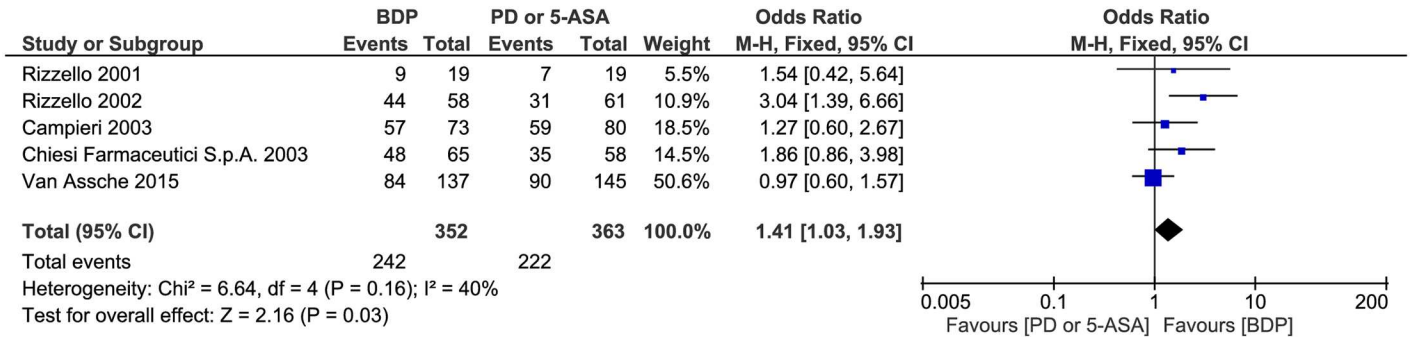 BDP PD or 5-ASA Odds Ratio Odds Ratio
Study or Subgroup Events Total Events Total Weight M-H, Fixed, 95% CI M-H, Fixed, 95% CI
Rizzello 2001 9 19 7 19 5.5% 1.54 [0.42, 5.64]
Rizzello 2002 44 58 31 61 10.9% 3.04 [1.39, 6.66]
Campieri 2003 57 73 59 80 18.5% 1.27 [0.60, 2.67]
Chiesi Farmaceutici S.p.A. 2003 48 65 35 58 14.5% 1.86 [0.86, 3.98]
Van Assche 2015 84 137 90 145 50.6% 0.97 [0.60, 1.57]
Total (95% CI) 352 363 100.0% 1.41 [1.03, 1.93]
Total events 242 222
Heterogeneity: Chi² = 6.64, df = 4 (P = 0.16); I² = 40%
Test for overall effect: Z = 2.16 (P = 0.03)
0.005 0.1 1 10 200
Favours [PD or 5-ASA] Favours [BDP]